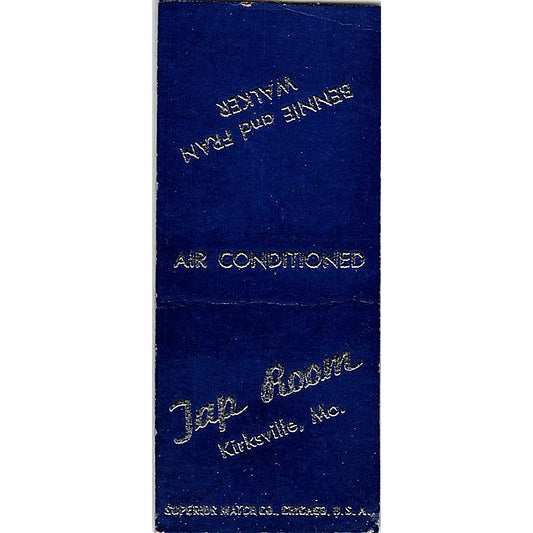 BENNIE and FRAN
WALKER
AIR CONDITIONED
Tap Room
Kirksville, Mo.
SUPERIOR MATCH CO., CHICAGO, U.S.A.